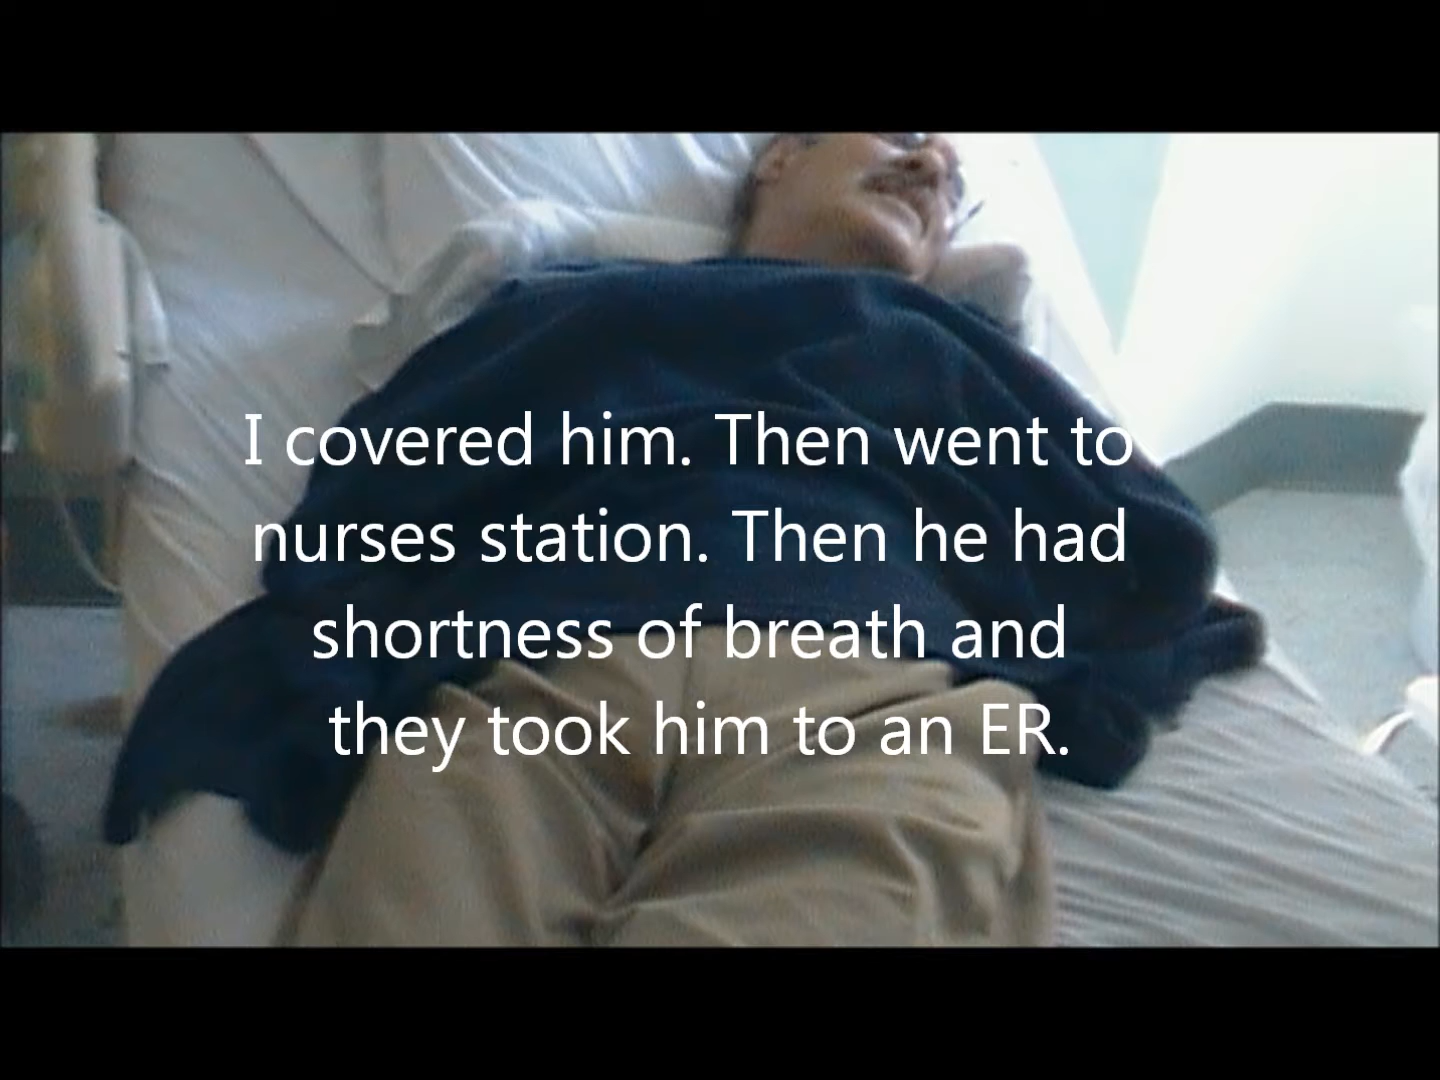 I covered him. Then went to
nurses station. Then he had
shortness of breath and
they took him to an ER.